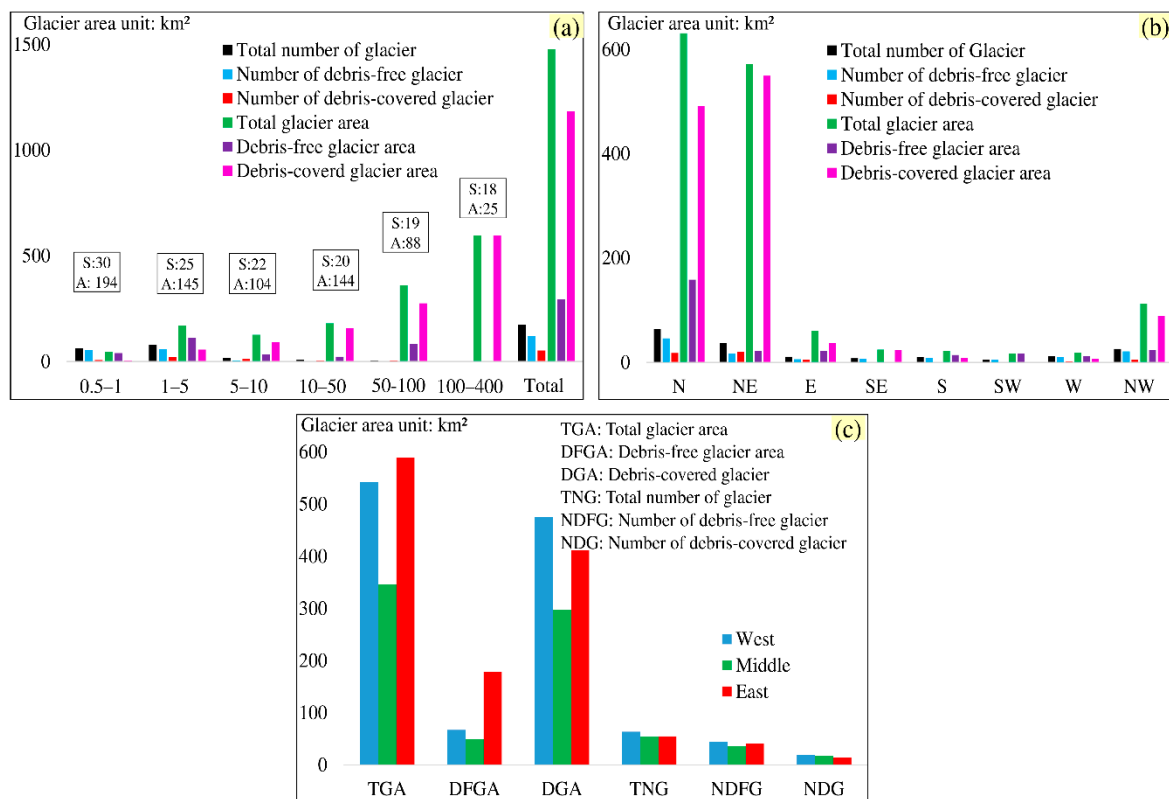 Glacier area unit: km²
(a)
1500
1000
500
0
Total number of glacier
Number of debris-free glacier
Number of debris-covered glacier
Total glacier area
Debris-free glacier area
Debris-coverd glacier area
S:30
A: 194
S:25
A:145
S:22
A:104
S:20
A:144
S:19
A:88
S:18
A:25
0.5–1 1–5 5–10 10–50 50-100 100–400 Total
Glacier area unit: km²
(b)
600
400
200
0
Total number of Glacier
Number of debris-free glacier
Number of debris-covered glacier
Total glacier area
Debris-free glacier area
Debris-covered glacier area
N NE E SE S SW W NW
Glacier area unit: km²
(c)
600
500
400
300
200
100
0
TGA: Total glacier area
DFGA: Debris-free glacier area
DGA: Debris-covered glacier
TNG: Total number of glacier
NDFG: Number of debris-free glacier
NDG: Number of debris-covered glacier
West
Middle
East
TGA DFGA DGA TNG NDFG NDG